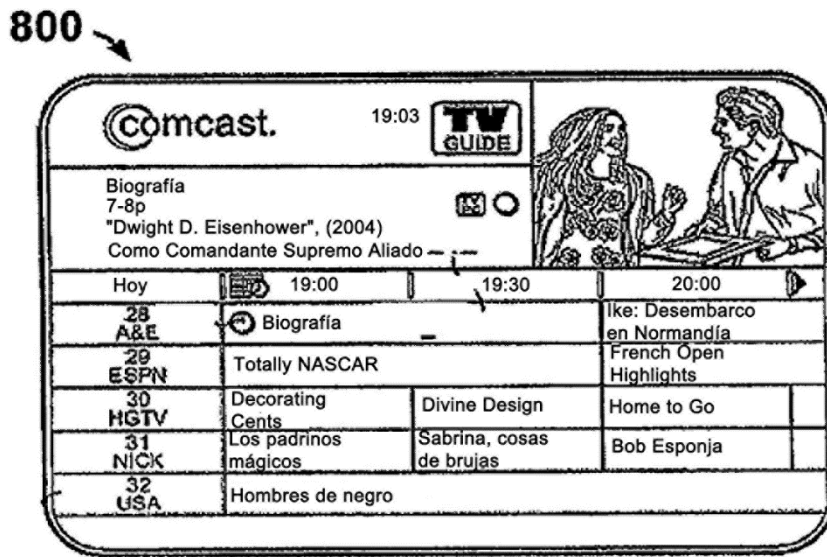 800
comcast.
19:03
TV
GUIDE
Biografía
7-8p
"Dwight D. Eisenhower", (2004)
Como Comandante Supremo Aliado
Hoy
19:00
19:30
20:00
28
A&E
Biografía
Ike: Desembarco
en Normandía
29
ESPN
Totally NASCAR
French Open
Highlights
30
HGTV
Decorating
Cents
Divine Design
Home to Go
31
NICK
Los padrinos
mágicos
Sabrina, cosas
de brujas
Bob Esponja
32
USA
Hombres de negro